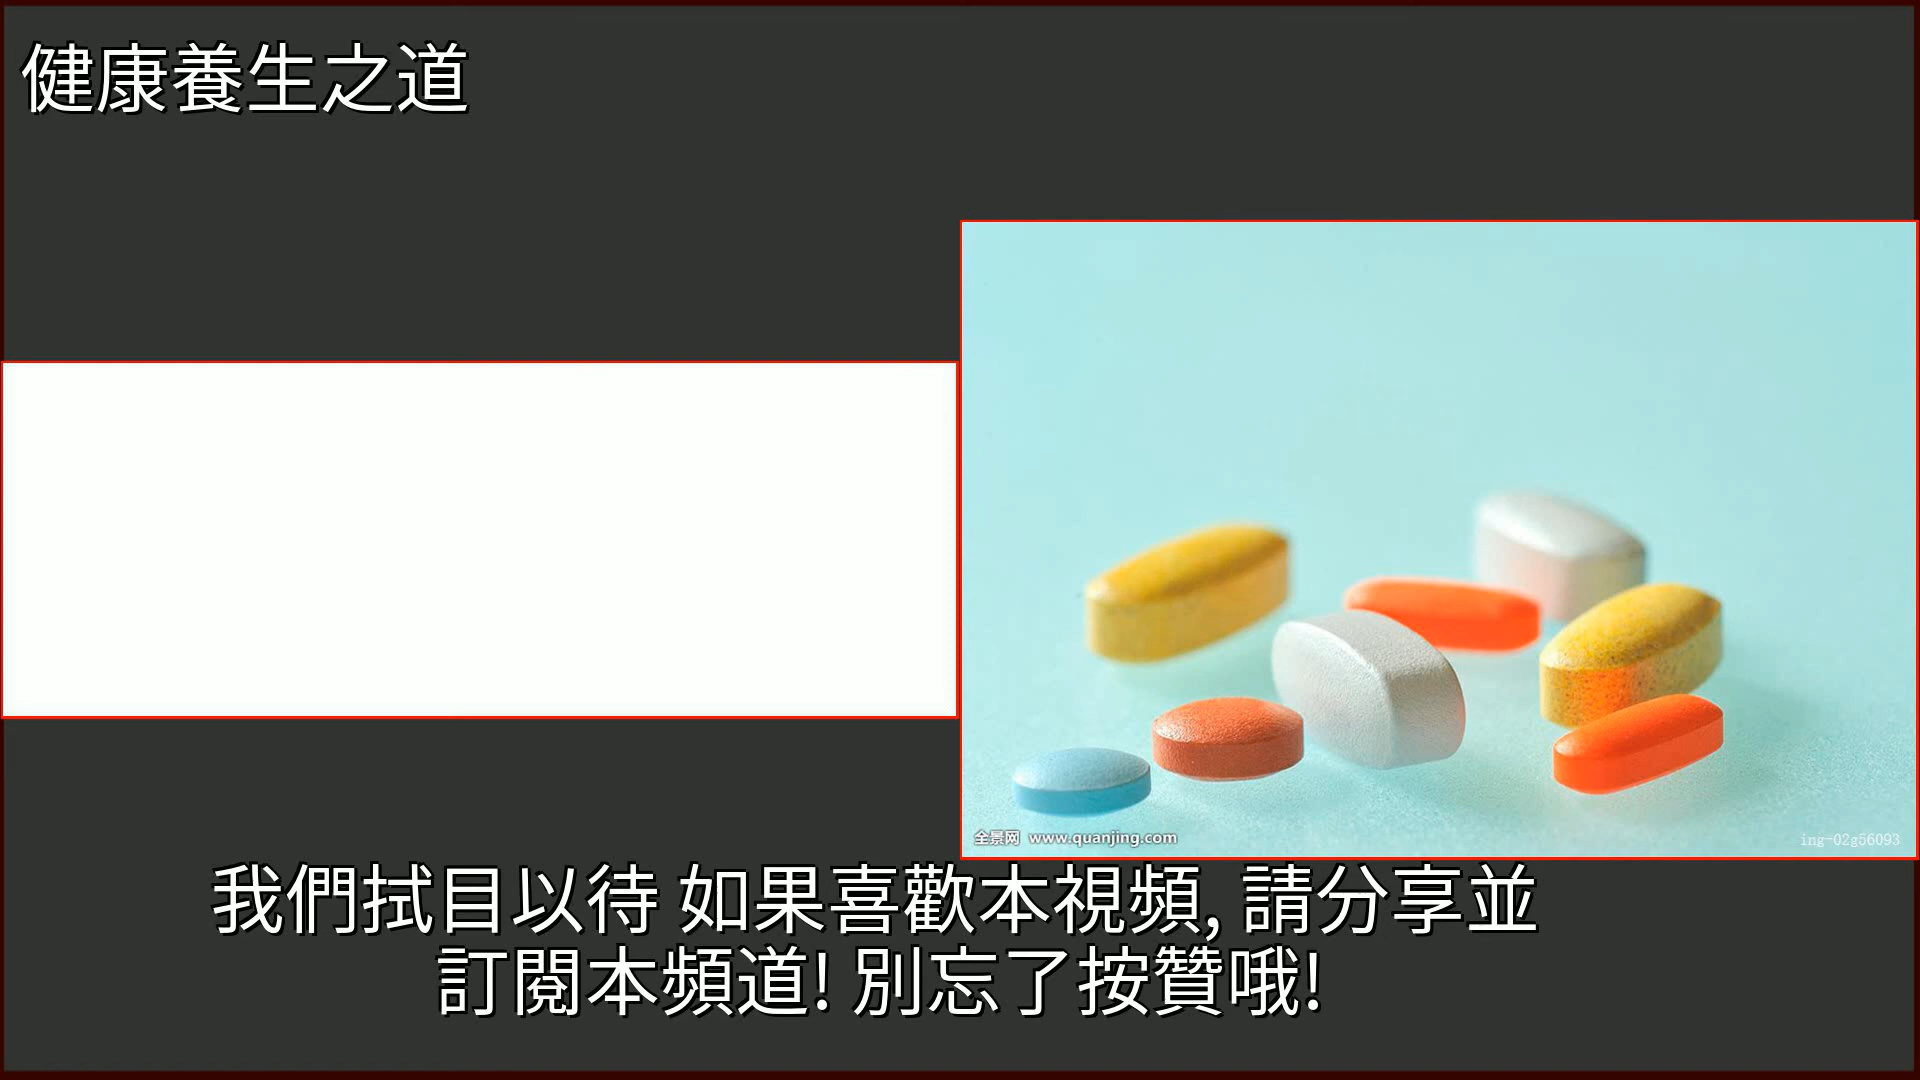 健康養生之道
全景网 www.quanjing.com
ing-02g56093
我們拭目以待 如果喜歡本視頻, 請分享並
訂閱本頻道! 別忘了按贊哦!